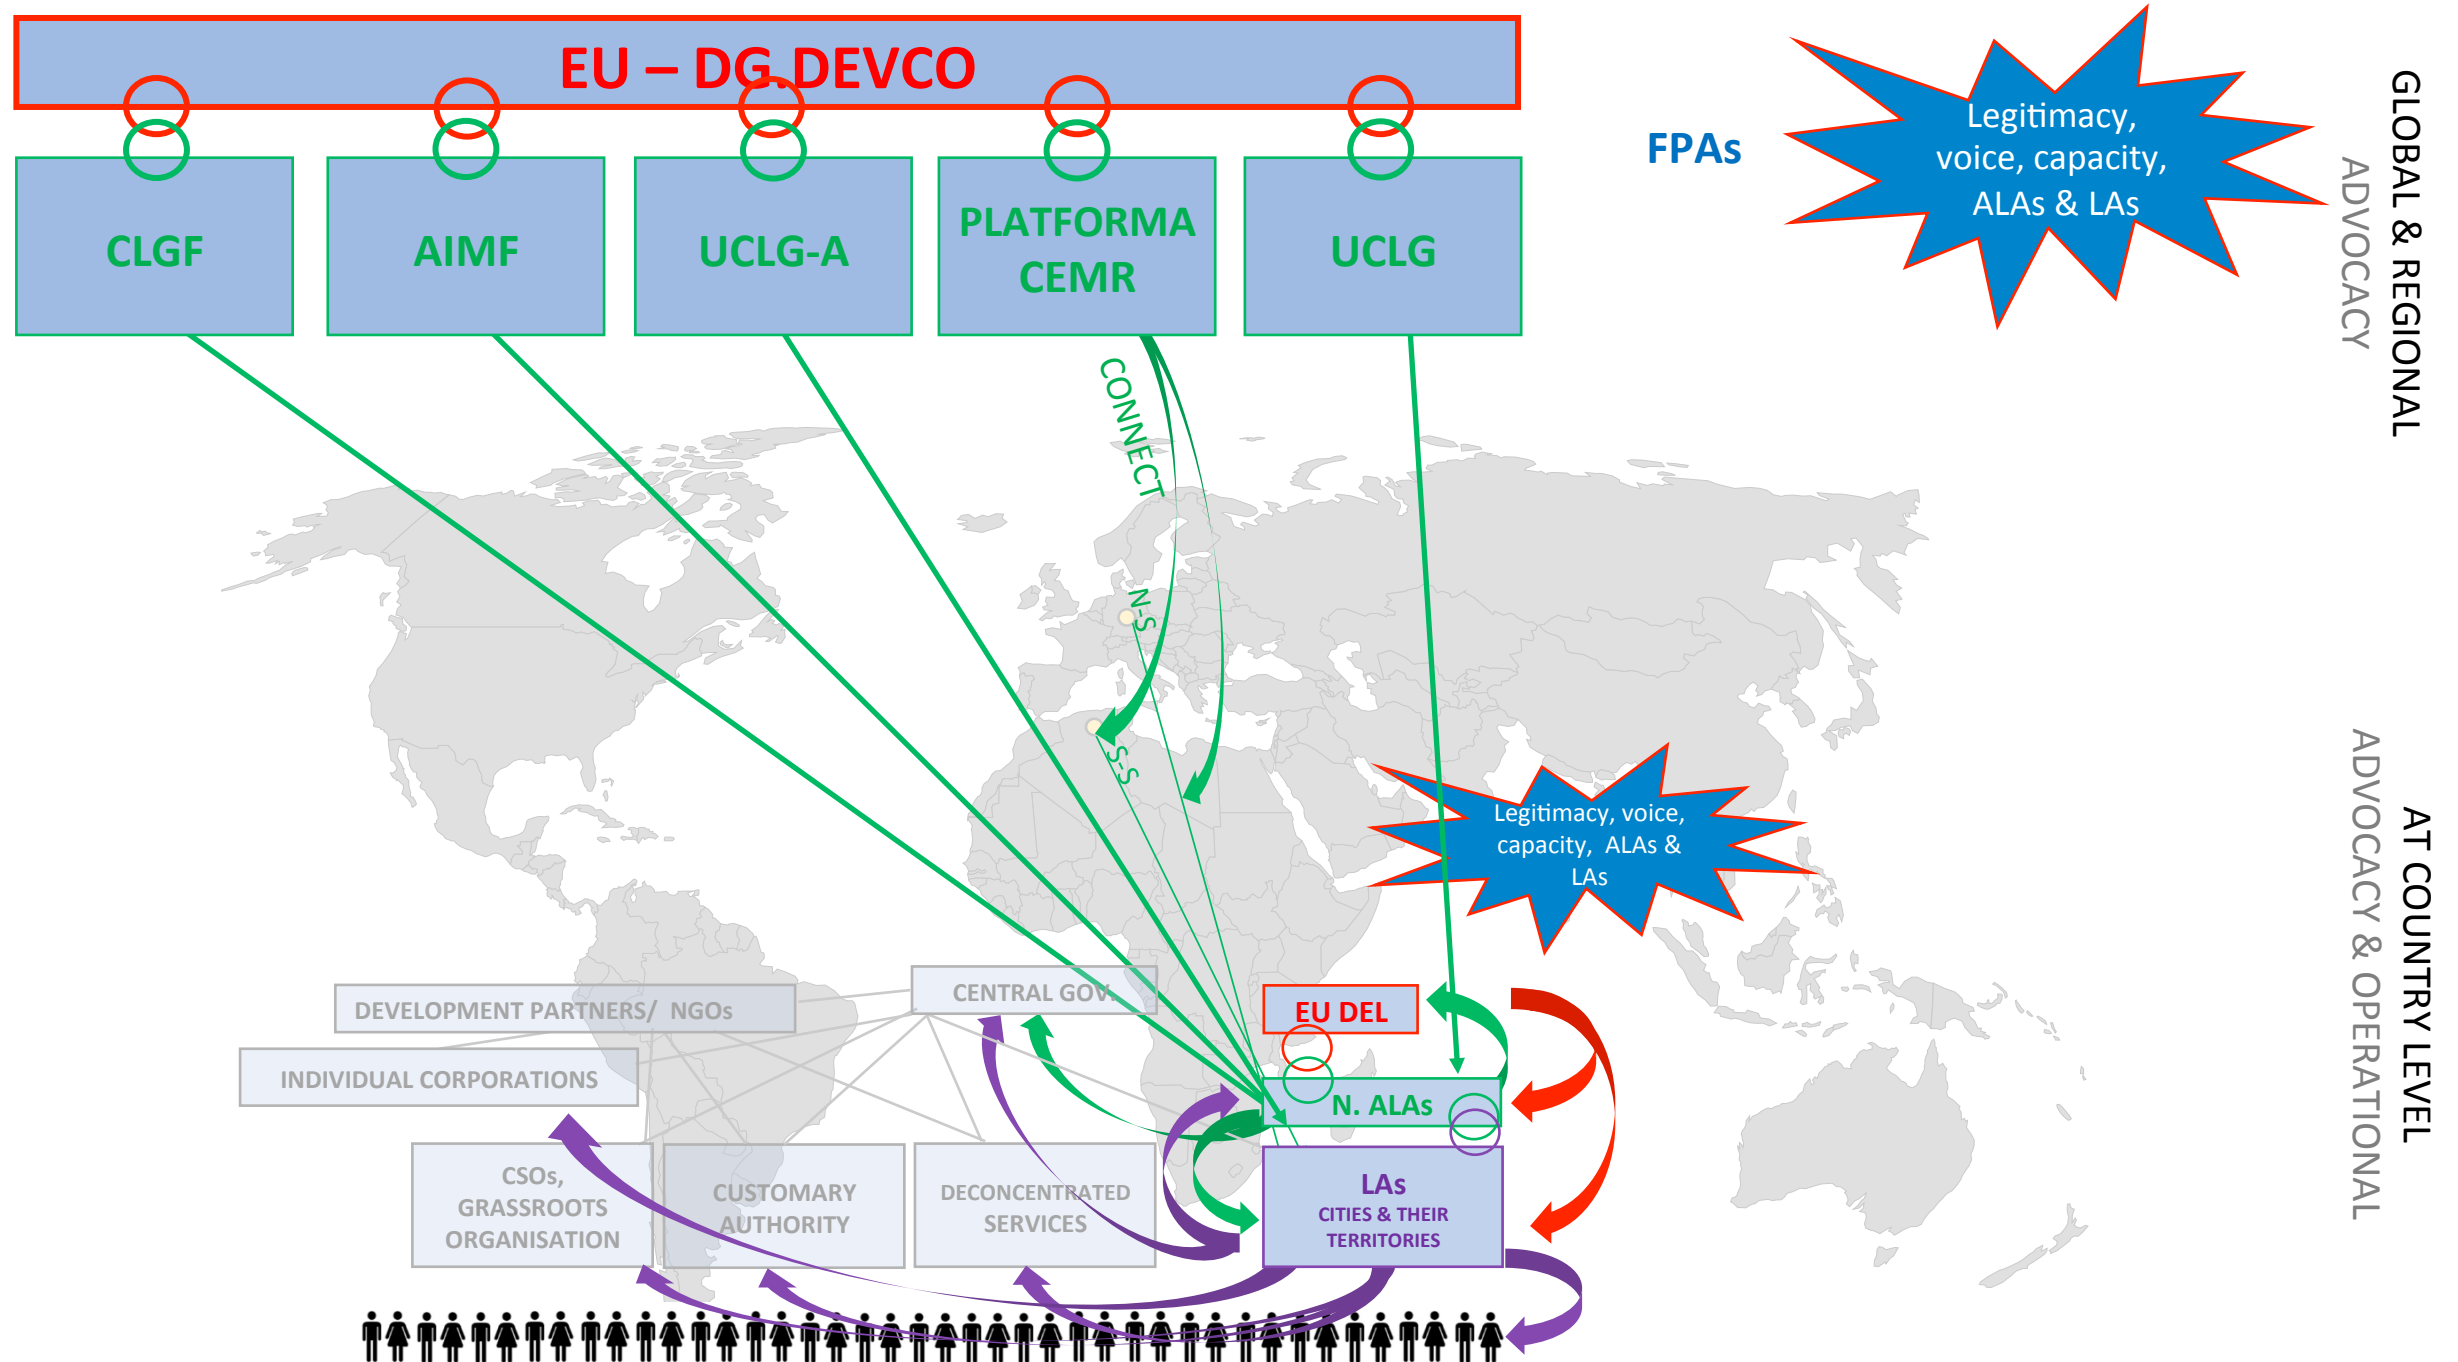 EU – DG.DEVCO
CLGF
AIMF
UCLG-A
PLATFORMA
CEMR
UCLG
FPAs
Legitimacy,
voice, capacity,
ALAs & LAs
GLOBAL & REGIONAL
ADVOCACY
CONNECT
N-S
S-S
Legitimacy, voice,
capacity, ALAs &
LAs
AT COUNTRY LEVEL
ADVOCACY & OPERATIONAL
CENTRAL GOV.
DEVELOPMENT PARTNERS/ NGOs
EU DEL
INDIVIDUAL CORPORATIONS
N. ALAs
CSOs,
GRASSROOTS
ORGANISATION
CUSTOMARY
AUTHORITY
DECONCENTRATED
SERVICES
LAs
CITIES & THEIR
TERRITORIES